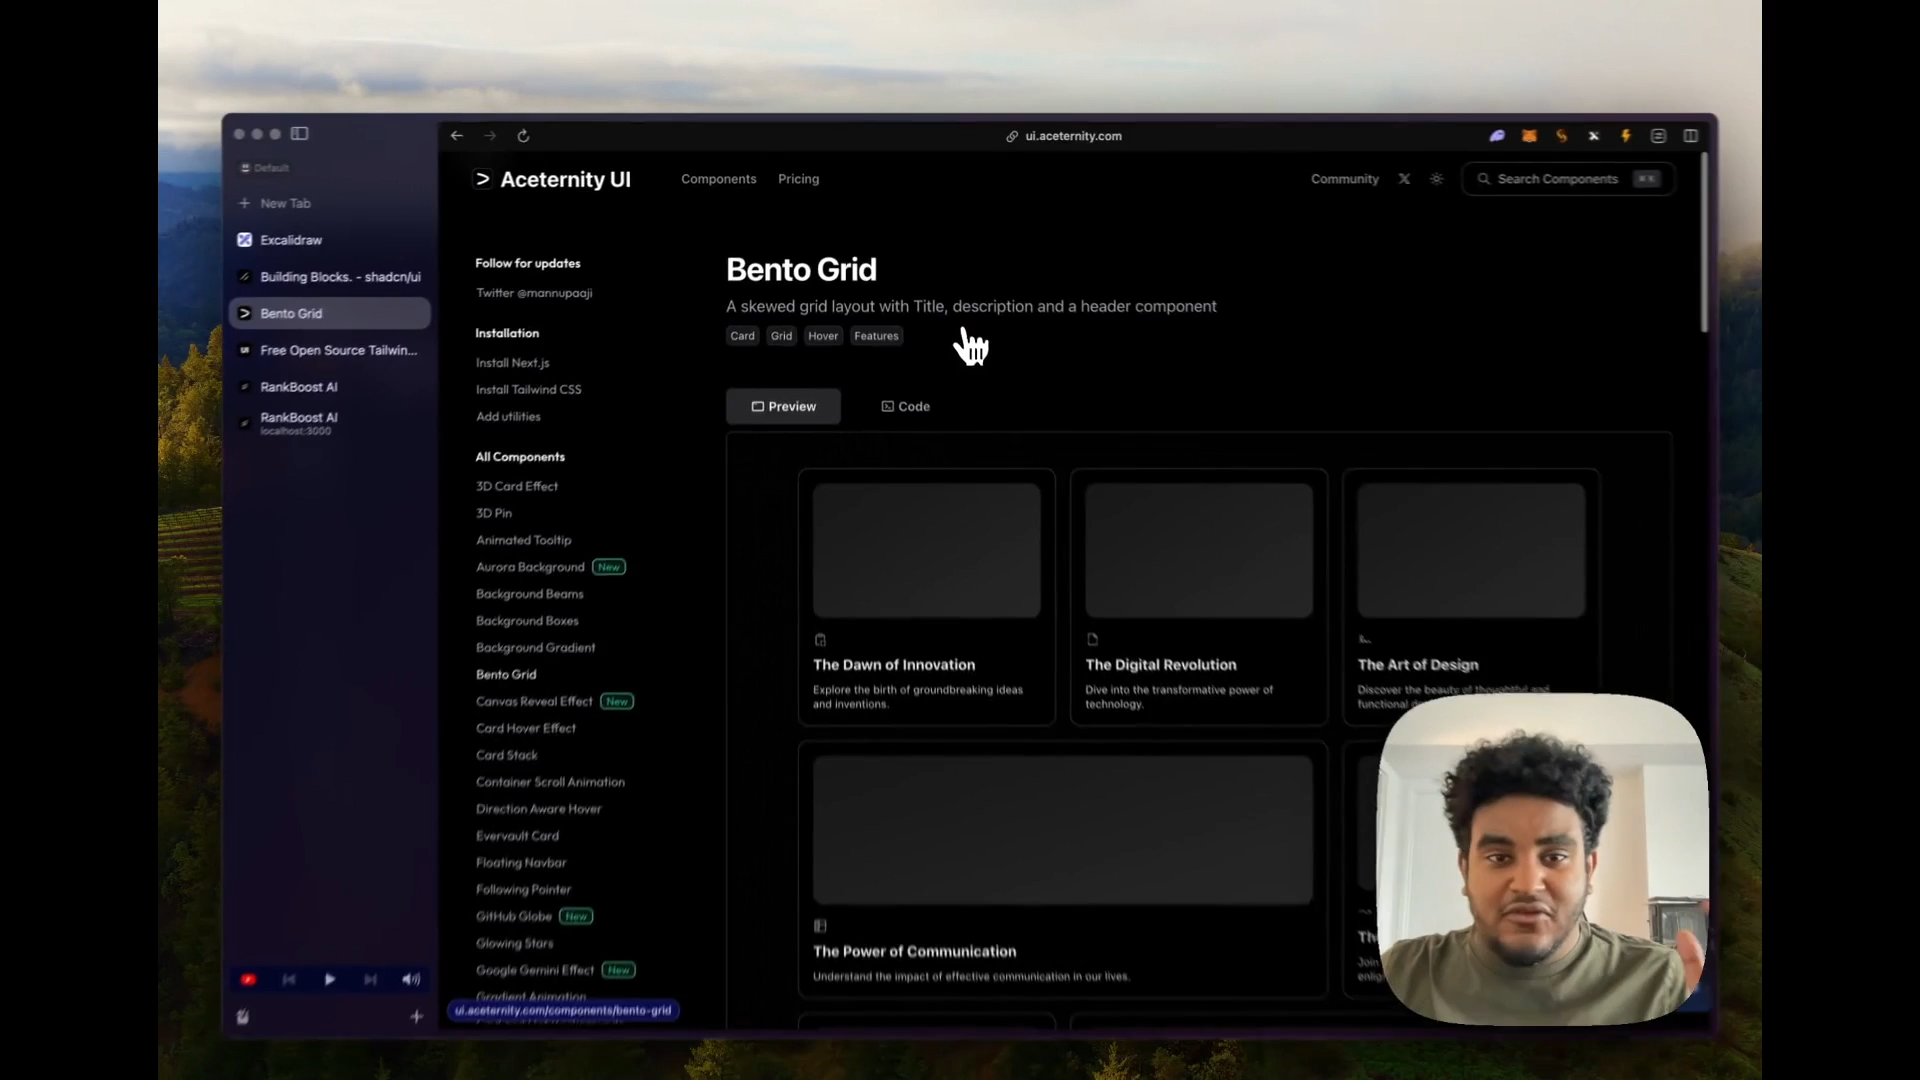 Default
New Tab
Excalidraw
Building Blocks. - shadcn/ui
Bento Grid
Free Open Source Tailwin...
RankBoost AI
RankBoost AI
localhost:3000
ui.aceternity.com
Aceternity UI
Components
Pricing
Community
Search Components
Follow for updates
Twitter @mannupaaji
Installation
Install Next.js
Install Tailwind CSS
Add utilities
All Components
3D Card Effect
3D Pin
Animated Tooltip
Aurora Background New
Background Beams
Background Boxes
Background Gradient
Bento Grid
Canvas Reveal Effect New
Card Hover Effect
Card Stack
Container Scroll Animation
Direction Aware Hover
Evervault Card
Floating Navbar
Following Pointer
GitHub Globe New
Glowing Stars
Google Gemini Effect New
Gradient Animation
ui.aceternity.com/components/bento-grid
Bento Grid
A skewed grid layout with Title, description and a header component
Card Grid Hover Features
Preview
Code
The Dawn of Innovation
Explore the birth of groundbreaking ideas
and inventions.
The Digital Revolution
Dive into the transformative power of
technology.
The Art of Design
Discover the beauty of thoughtful and
The Power of Communication
Understand the impact of effective communication in our lives.
Join